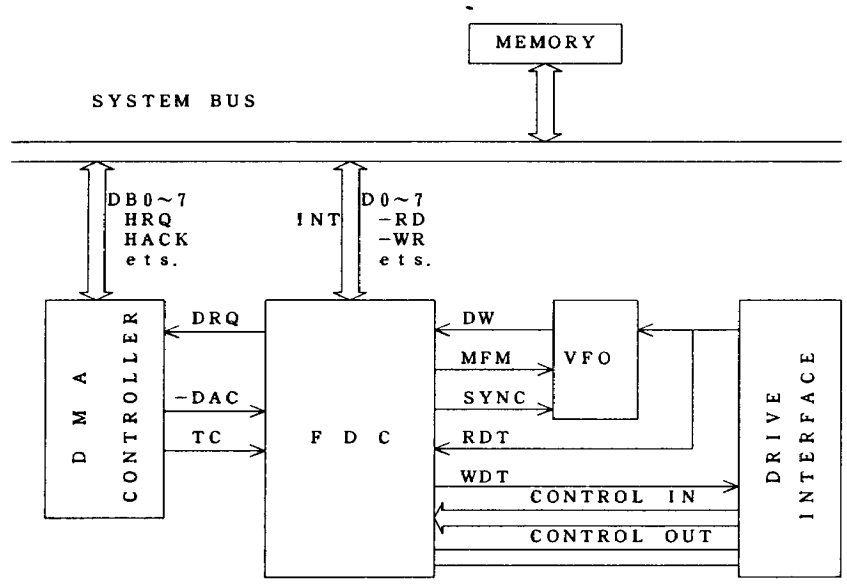 MEMORY
SYSTEM BUS
DB0~7
HRQ
HACK
ets.
INT
D0~7
-RD
-WR
ets.
DMA
CONTROLLER
DRQ
-DAC
TC
FDC
DW
MFM
SYNC
RDT
WDT
CONTROL IN
CONTROL OUT
VFO
DRIVE
INTERFACE